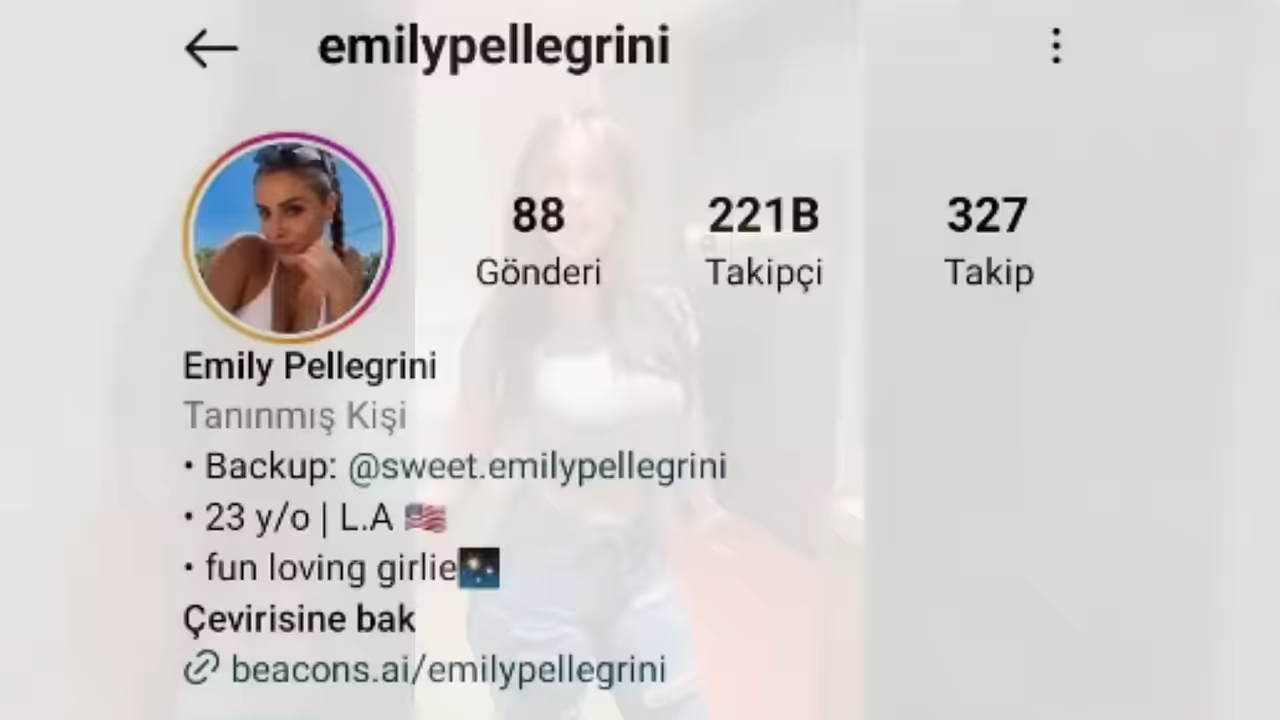 emilypellegrini
88 221B 327
Gönderi Takipçi Takip
Emily Pellegrini
Tanınmış Kişi
• Backup: @sweet.emilypellegrini
• 23 y/o | L.A 🇺🇸
• fun loving girlie🌌
Çevirisine bak
beacons.ai/emilypellegrini